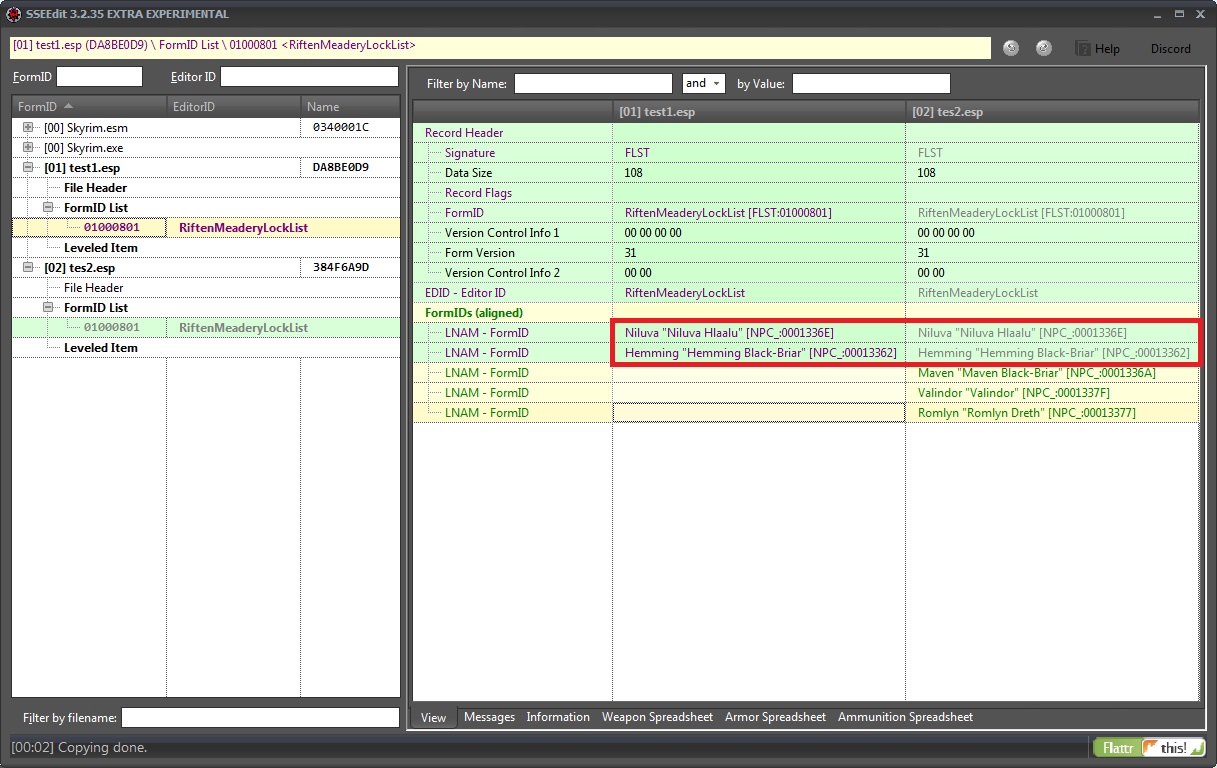 SSEEdit 3.2.35 EXTRA EXPERIMENTAL
[01] test1.esp (DA8BE0D9) \ FormID List \ 01000801 <RiftenMeaderyLockList>
Help
Discord
FormID
Editor ID
FormID EditorID Name
[00] Skyrim.esm 0340001C
[00] Skyrim.exe
[01] test1.esp DA8BE0D9
File Header
FormID List
01000801 RiftenMeaderyLockList
Leveled Item
[02] tes2.esp 384F6A9D
File Header
FormID List
01000801 RiftenMeaderyLockList
Leveled Item
Filter by filename:
Filter by Name: and by Value:
[01] test1.esp [02] tes2.esp
Record Header
Signature FLST FLST
Data Size 108 108
Record Flags
FormID RiftenMeaderyLockList [FLST:01000801] RiftenMeaderyLockList [FLST:01000801]
Version Control Info 1 00 00 00 00 00 00 00 00
Form Version 31 31
Version Control Info 2 00 00 00 00
EDID - Editor ID RiftenMeaderyLockList RiftenMeaderyLockList
FormIDs (aligned)
LNAM - FormID Niluva "Niluva Hlaalu" [NPC_:0001336E] Niluva "Niluva Hlaalu" [NPC_:0001336E]
LNAM - FormID Hemming "Hemming Black-Briar" [NPC_:00013362] Hemming "Hemming Black-Briar" [NPC_:00013362]
LNAM - FormID Maven "Maven Black-Briar" [NPC_:0001336A]
LNAM - FormID Valindor "Valindor" [NPC_:0001337F]
LNAM - FormID Romlyn "Romlyn Dreth" [NPC_:00013377]
View Messages Information Weapon Spreadsheet Armor Spreadsheet Ammunition Spreadsheet
[00:02] Copying done.
Flattr this!